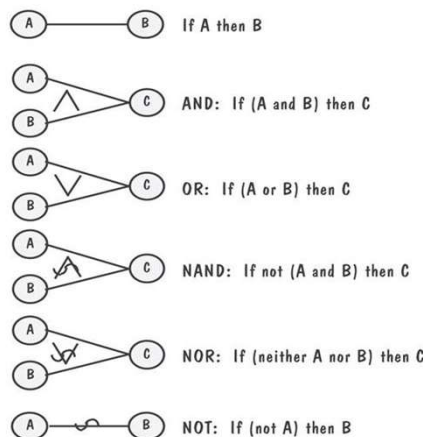 A B If A then B
A
B
C AND: If (A and B) then C
A
B
C OR: If (A or B) then C
A
B
C NAND: If not (A and B) then C
A
B
C NOR: If (neither A nor B) then C
A B NOT: If (not A) then B